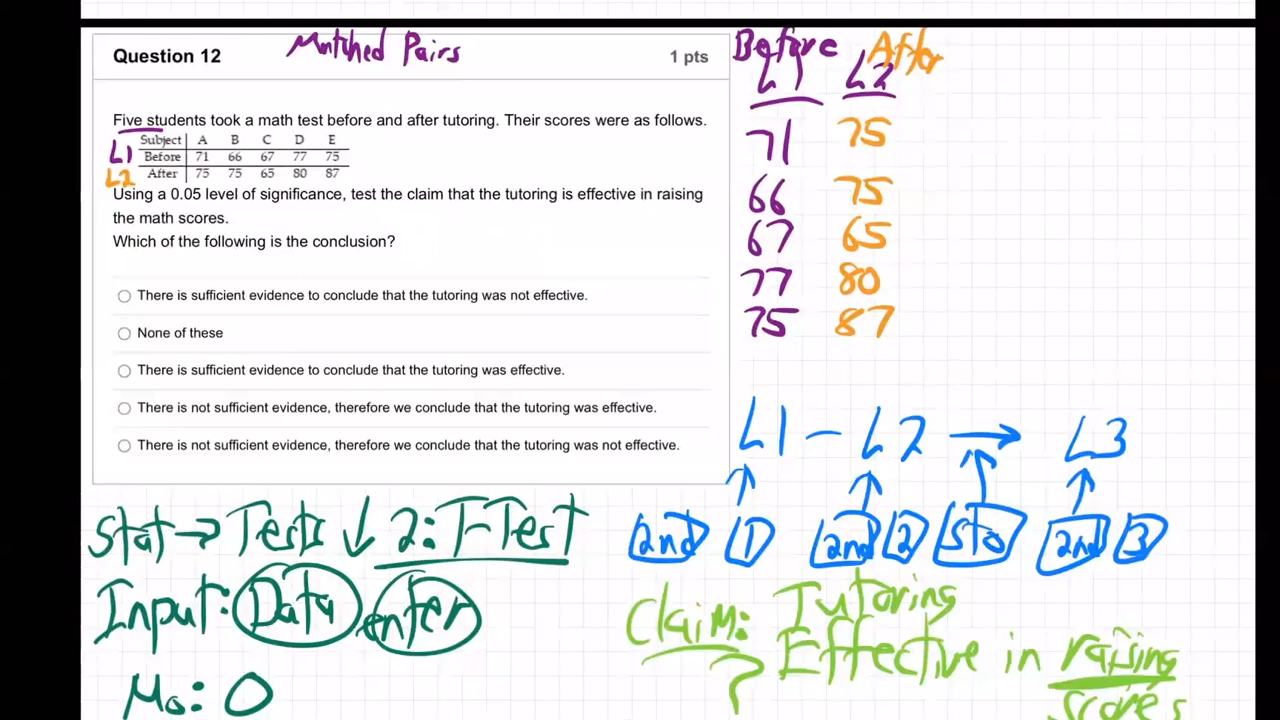 Question 12
Matched Pairs
1 pts
Five students took a math test before and after tutoring. Their scores were as follows.
Subject A B C D E
L1 Before 71 66 67 77 75
L2 After 75 75 65 80 87
Using a 0.05 level of significance, test the claim that the tutoring is effective in raising
the math scores.
Which of the following is the conclusion?
There is sufficient evidence to conclude that the tutoring was not effective.
None of these
There is sufficient evidence to conclude that the tutoring was effective.
There is not sufficient evidence, therefore we conclude that the tutoring was effective.
There is not sufficient evidence, therefore we conclude that the tutoring was not effective.
Before After
L1 L2
71 75
66 75
67 65
77 80
75 87
L1 - L2 → L3
2nd 1 2nd 2 sto 2nd 3
Stat → Tests ↓ 2: T-Test
Input: Data enter
μ₀: 0
Claim: Tutoring
Effective in raising
scores
?